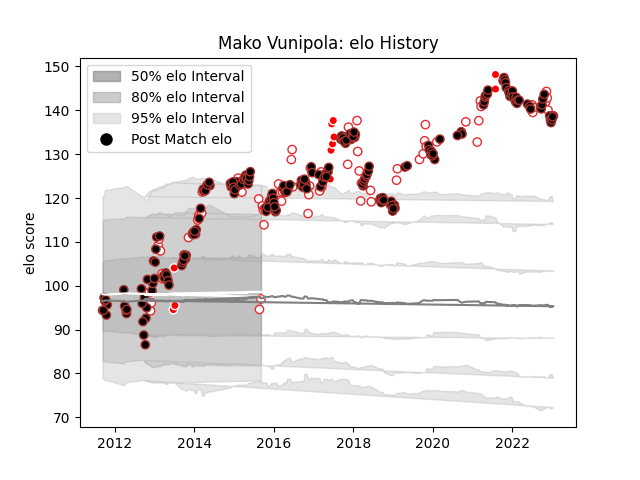 Mako Vunipola: elo History
50% elo Interval
80% elo Interval
95% elo Interval
Post Match elo
elo score
150
140
130
120
110
100
90
80
70
2012 2014 2016 2018 2020 2022